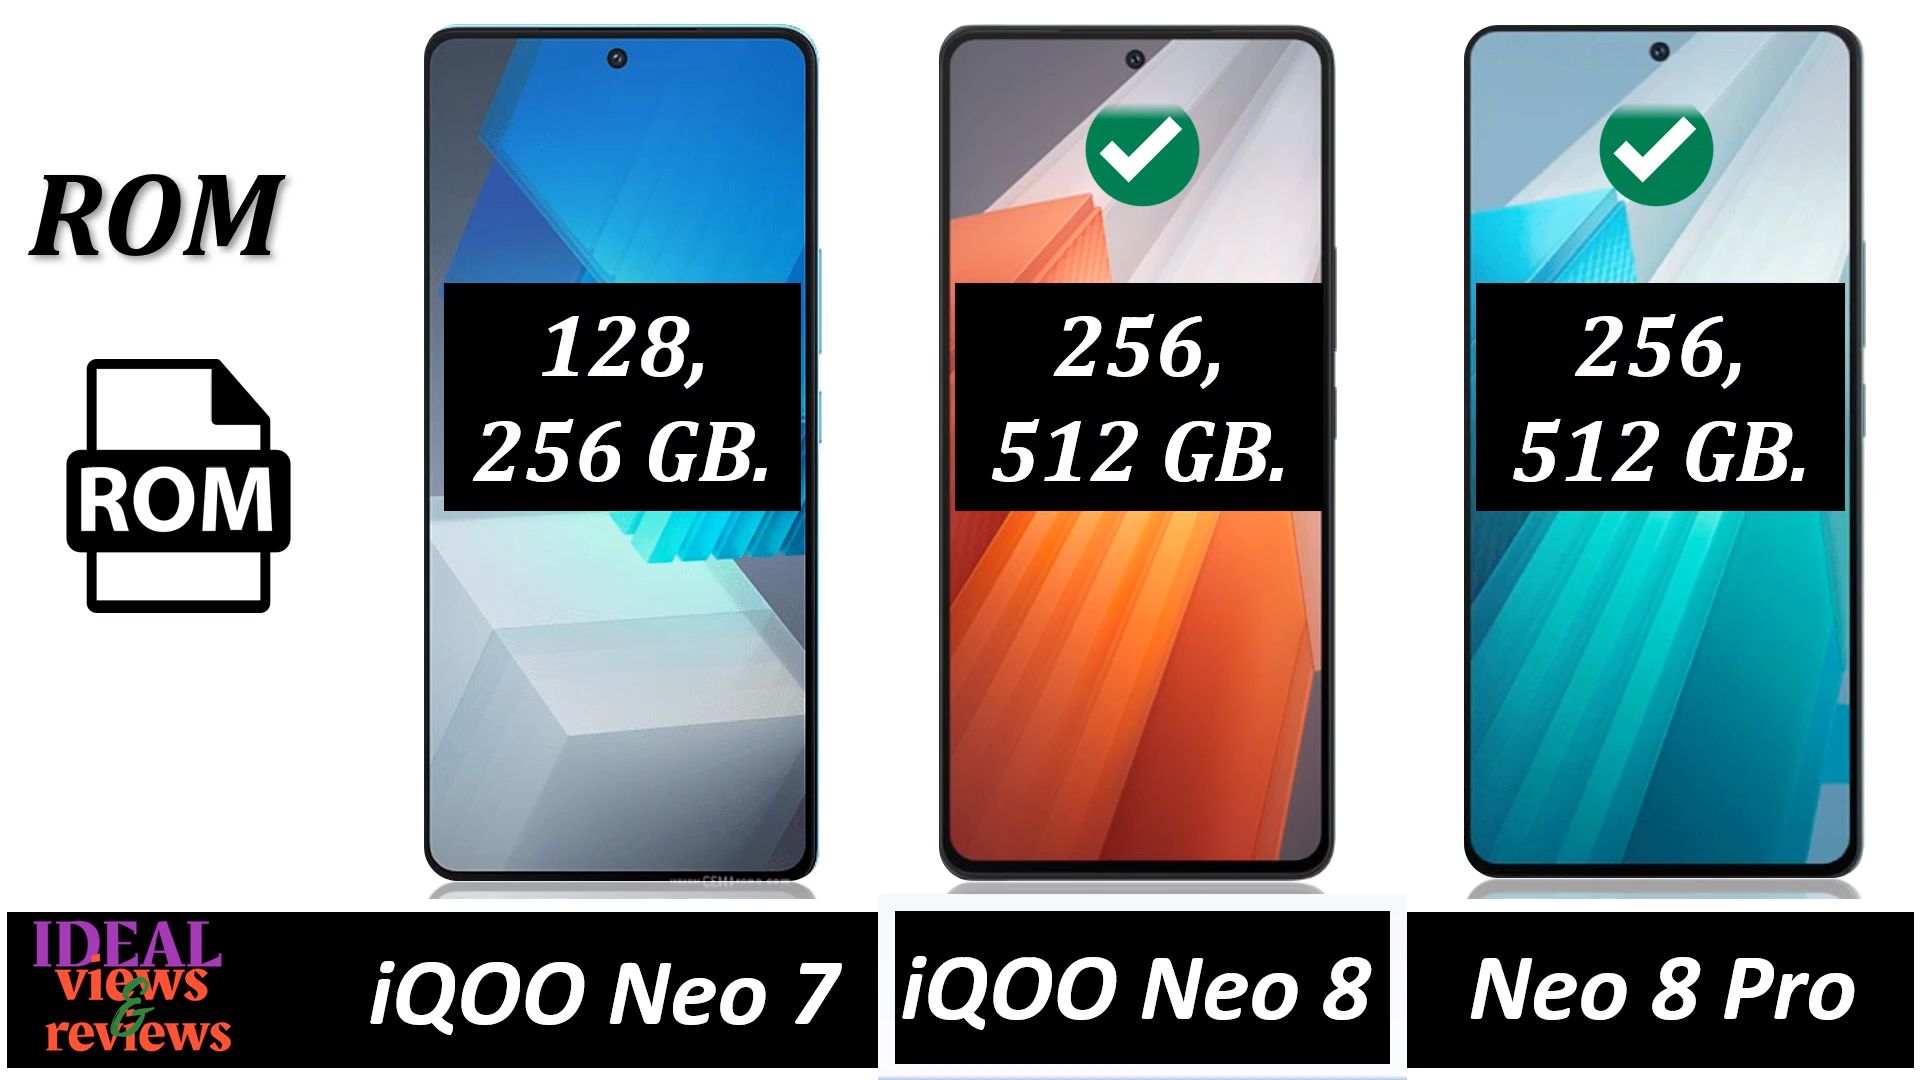 ROM
ROM
128,
256 GB.
256,
512 GB.
256,
512 GB.
IDEAL
views
&
reviews
iQOO Neo 7
iQOO Neo 8
Neo 8 Pro